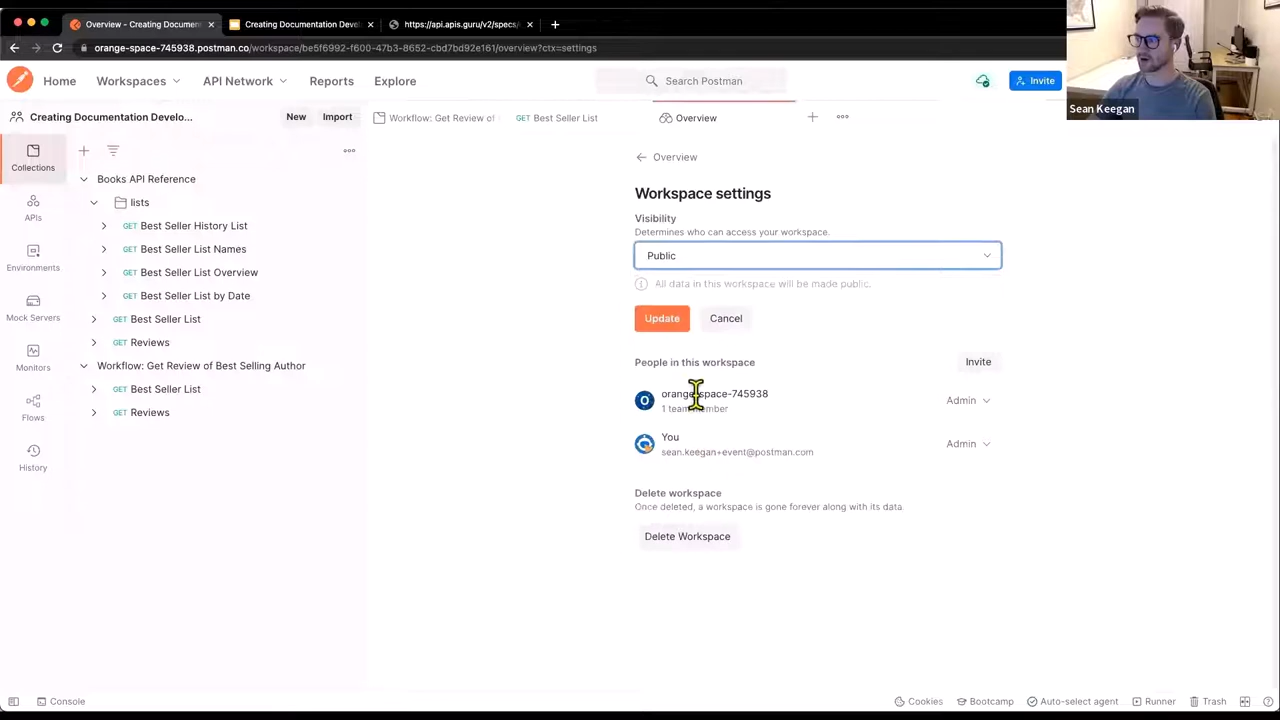 Overview - Creating Documen
Creating Documentation Devel
https://api.apis.guru/v2/specs/
orange-space-745938.postman.co/workspace/be5f6992-f600-47b3-8652-cbd7bd92e161/overview?ctx=settings
Home
Workspaces
API Network
Reports
Explore
Search Postman
Invite
Sean Keegan
Creating Documentation Develo...
New
Import
Workflow: Get Review of
GET Best Seller List
Overview
Collections
APIs
Environments
Mock Servers
Monitors
Flows
History
Books API Reference
lists
GET Best Seller History List
GET Best Seller List Names
GET Best Seller List Overview
GET Best Seller List by Date
GET Best Seller List
GET Reviews
Workflow: Get Review of Best Selling Author
GET Best Seller List
GET Reviews
Overview
Workspace settings
Visibility
Determines who can access your workspace.
Public
All data in this workspace will be made public.
Update
Cancel
People in this workspace
Invite
O
orange-space-745938
1 team member
Admin
You
sean.keegan+event@postman.com
Admin
Delete workspace
Once deleted, a workspace is gone forever along with its data.
Delete Workspace
Console
Cookies
Bootcamp
Auto-select agent
Runner
Trash